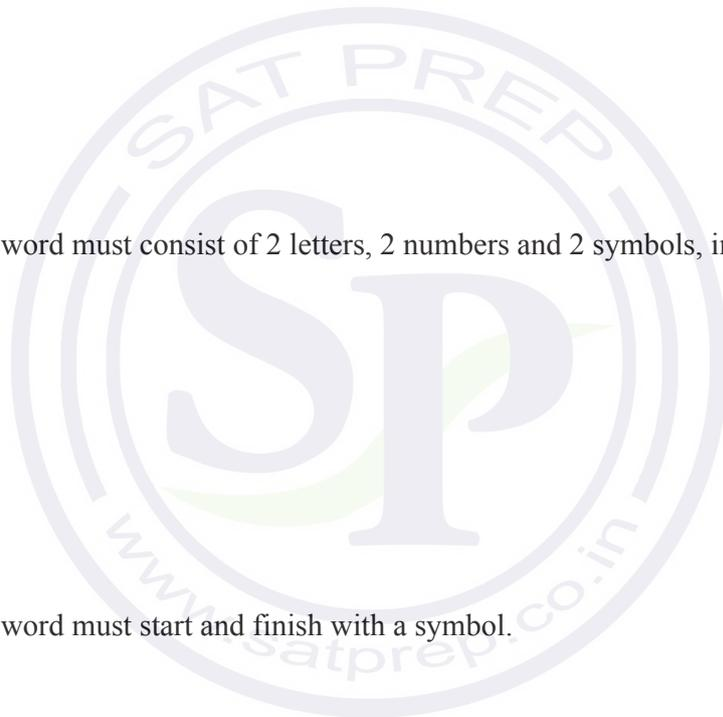 SAT PREP
word must consist of 2 letters, 2 numbers and 2 symbols,
SP
word must start and finish with a symbol.
www.satprep.co.in